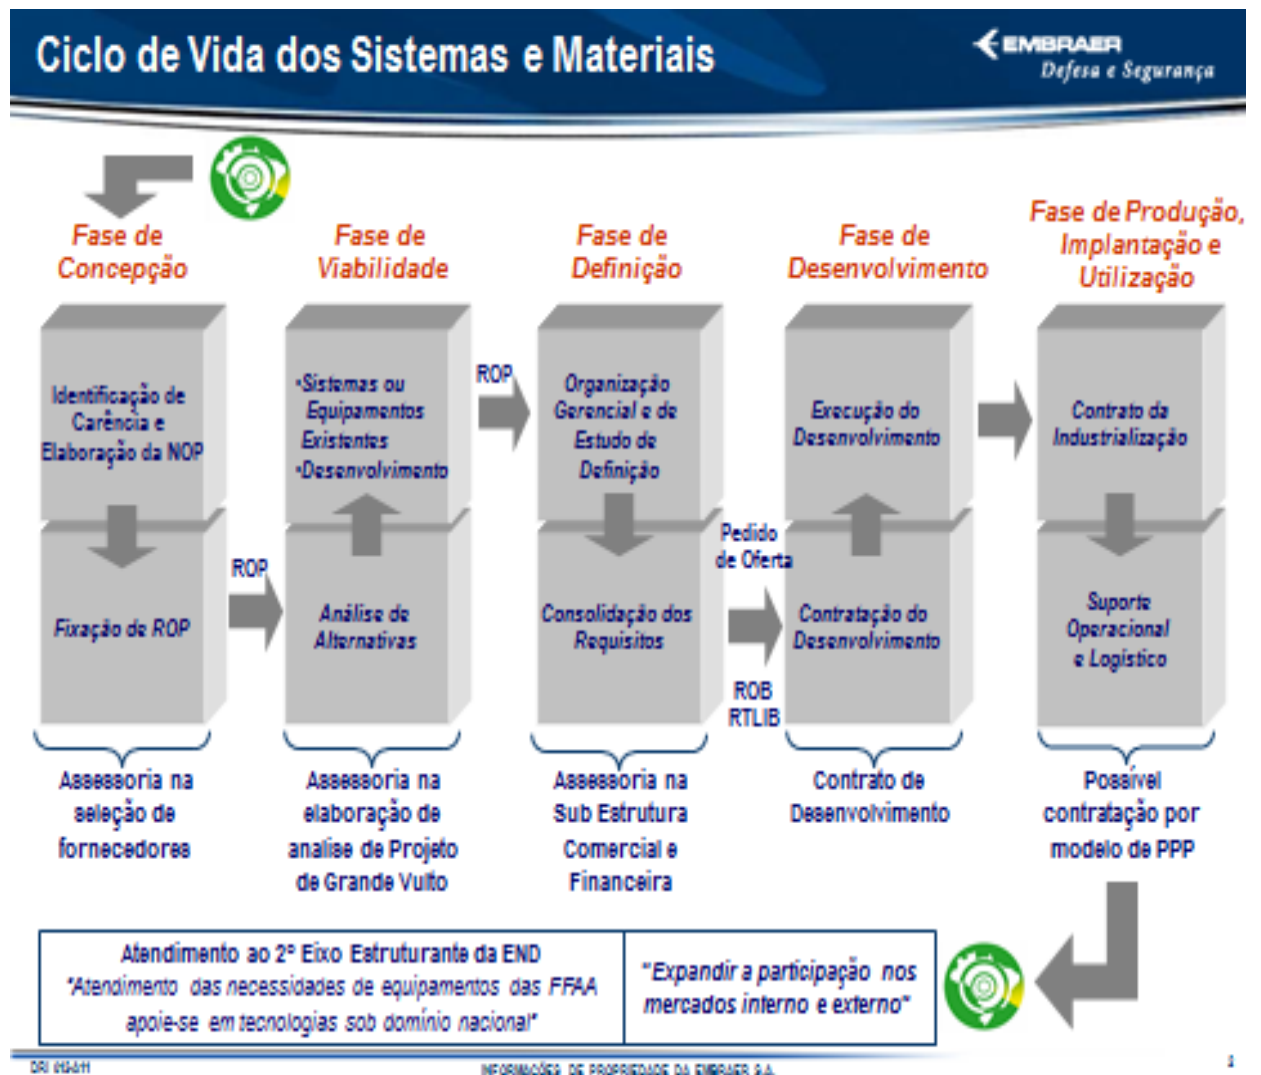 Ciclo de Vida dos Sistemas e Materiais
EMBRAER
Defesa e Segurança
Fase de
Concepção
Fase de
Viabilidade
Fase de
Definição
Fase de
Desenvolvimento
Fase de Produção,
Implantação e
Utilização
Identificação de
Carência e
Elaboração da NOP
Fixação de ROP
ROP
•Sistemas ou
Equipamentos
Existentes
•Desenvolvimento
Análise de
Alternativas
ROP
Organização
Gerencial e de
Estudo de
Definição
Consolidação dos
Requisitos
Pedido
de Oferta
ROB
RTLIB
Execução do
Desenvolvimento
Contratação do
Desenvolvimento
Contrato da
Industrialização
Suporte
Operacional
e Logístico
Assessoria na
seleção de
fornecedores
Assessoria na
elaboração de
analise de Projeto
de Grande Vulto
Assessoria na
Sub Estrutura
Comercial e
Financeira
Contrato de
Desenvolvimento
Possível
contratação por
modelo de PPP
Atendimento ao 2º Eixo Estruturante da END
"Atendimento das necessidades de equipamentos das FFAA
apoie-se em tecnologias sob domínio nacional"
"Expandir a participação nos
mercados interno e externo"
INFORMAÇÕES DE PROPRIEDADE DA EMBRAER S.A.